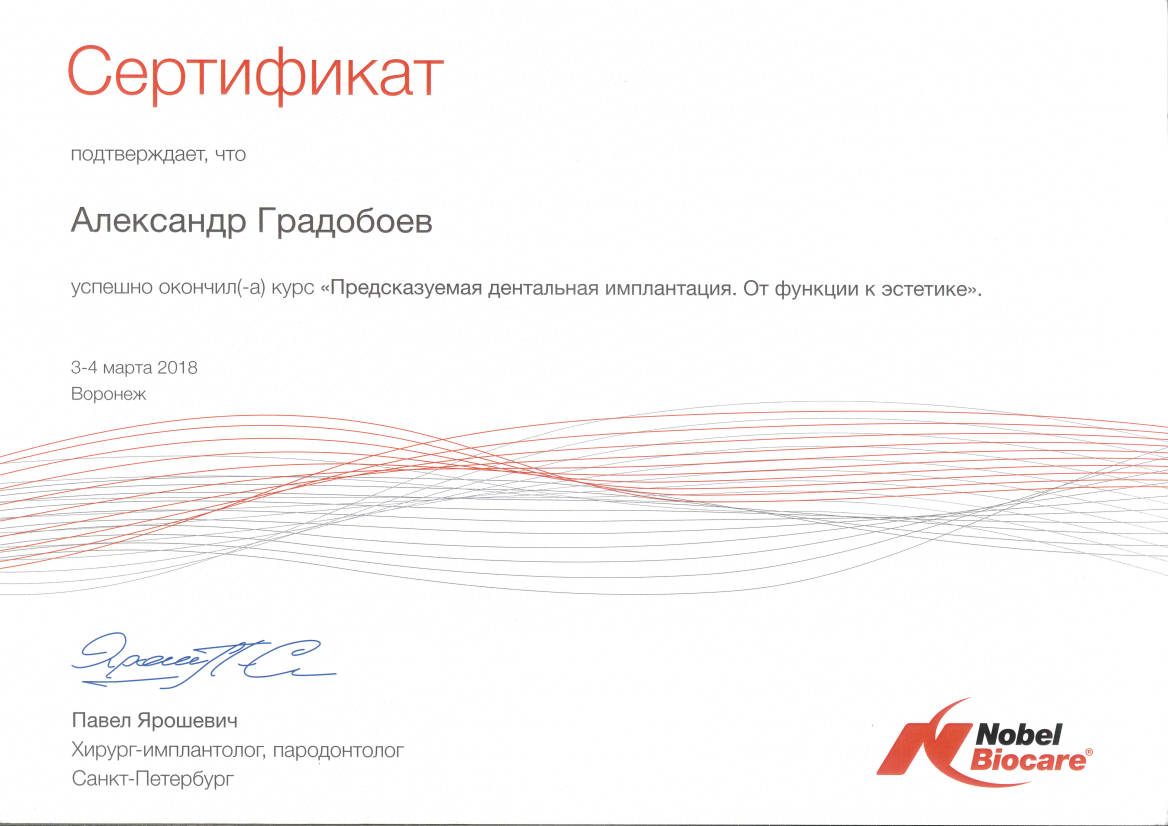 Сертификат
подтверждает, что
Александр Градобоев
успешно окончил(-а) курс «Предсказуемая дентальная имплантация. От функции к эстетике».
3-4 марта 2018
Воронеж
Павел Ярошевич
Хирург-имплантолог, пародонтолог
Санкт-Петербург
Nobel
Biocare®